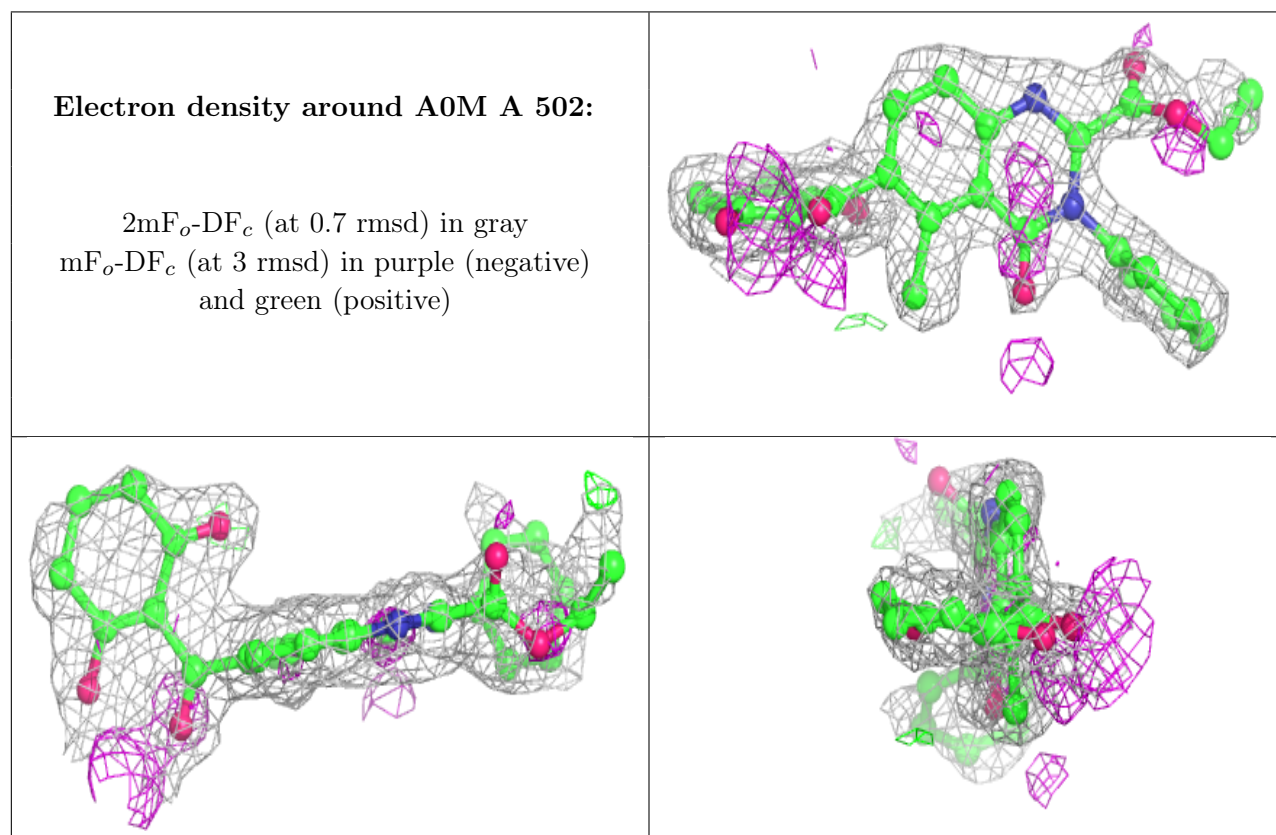 Electron density around A0M A 502:
2mFₒ-DF𝒸 (at 0.7 rmsd) in gray
mFₒ-DF𝒸 (at 3 rmsd) in purple (negative)
and green (positive)